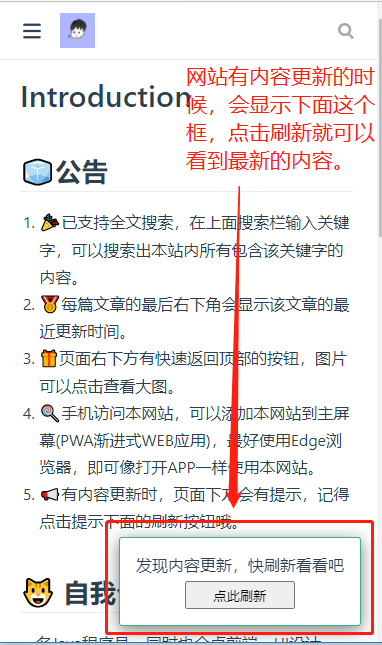 网站有内容更新的时
候，会显示下面这个
框，点击刷新就可以
看到最新的内容。
Introduction
公告
1. 已支持全文搜索，在上面搜索栏输入关键
字，可以搜索出本站内所有包含该关键字的
内容。
2. 每篇文章的最后右下角会显示该文章的最
近更新时间。
3. 页面右下方有快速返回顶部的按钮，图片
可以点击查看大图。
4. 手机访问本网站，可以添加本网站到主屏
幕(PWA渐进式WEB应用)，最好使用Edge浏
览器，即可像打开APP一样使用本网站。
5. 有内容更新时，页面下方会有提示，记得
点击提示下面的刷新按钮哦。
发现内容更新，快刷新看看吧
点此刷新
自我